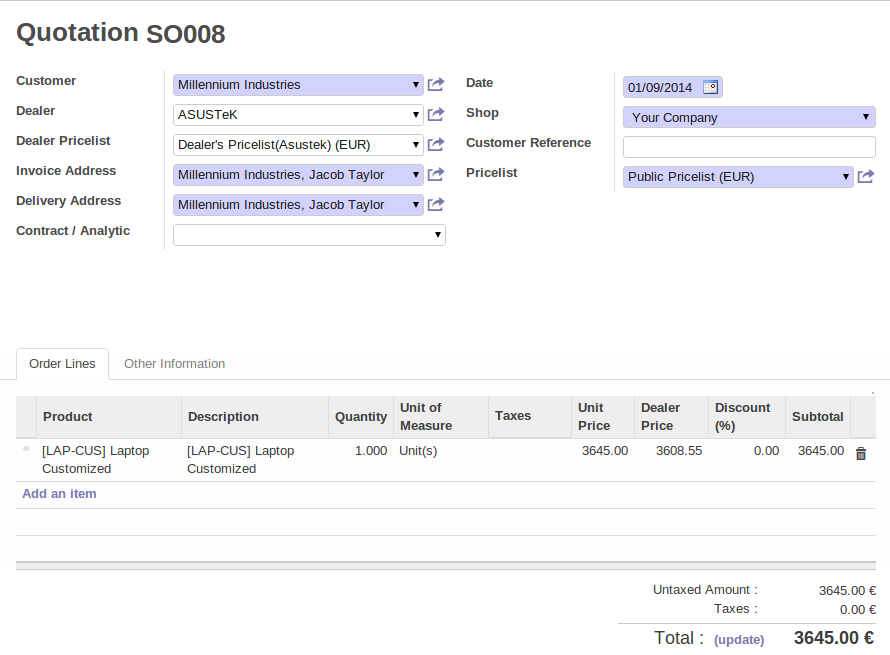 Quotation SO008
Customer Millennium Industries
Dealer ASUSTeK
Dealer Pricelist Dealer's Pricelist(Asustek) (EUR)
Invoice Address Millennium Industries, Jacob Taylor
Delivery Address Millennium Industries, Jacob Taylor
Contract / Analytic
Date 01/09/2014
Shop Your Company
Customer Reference
Pricelist Public Pricelist (EUR)
Order Lines Other Information
Product Description Quantity Unit of Measure Taxes Unit Price Dealer Price Discount (%) Subtotal
[LAP-CUS] Laptop [LAP-CUS] Laptop 1.000 Unit(s) 3645.00 3608.55 0.00 3645.00
Customized Customized
Add an item
Untaxed Amount : 3645.00 €
Taxes : 0.00 €
Total : (update) 3645.00 €